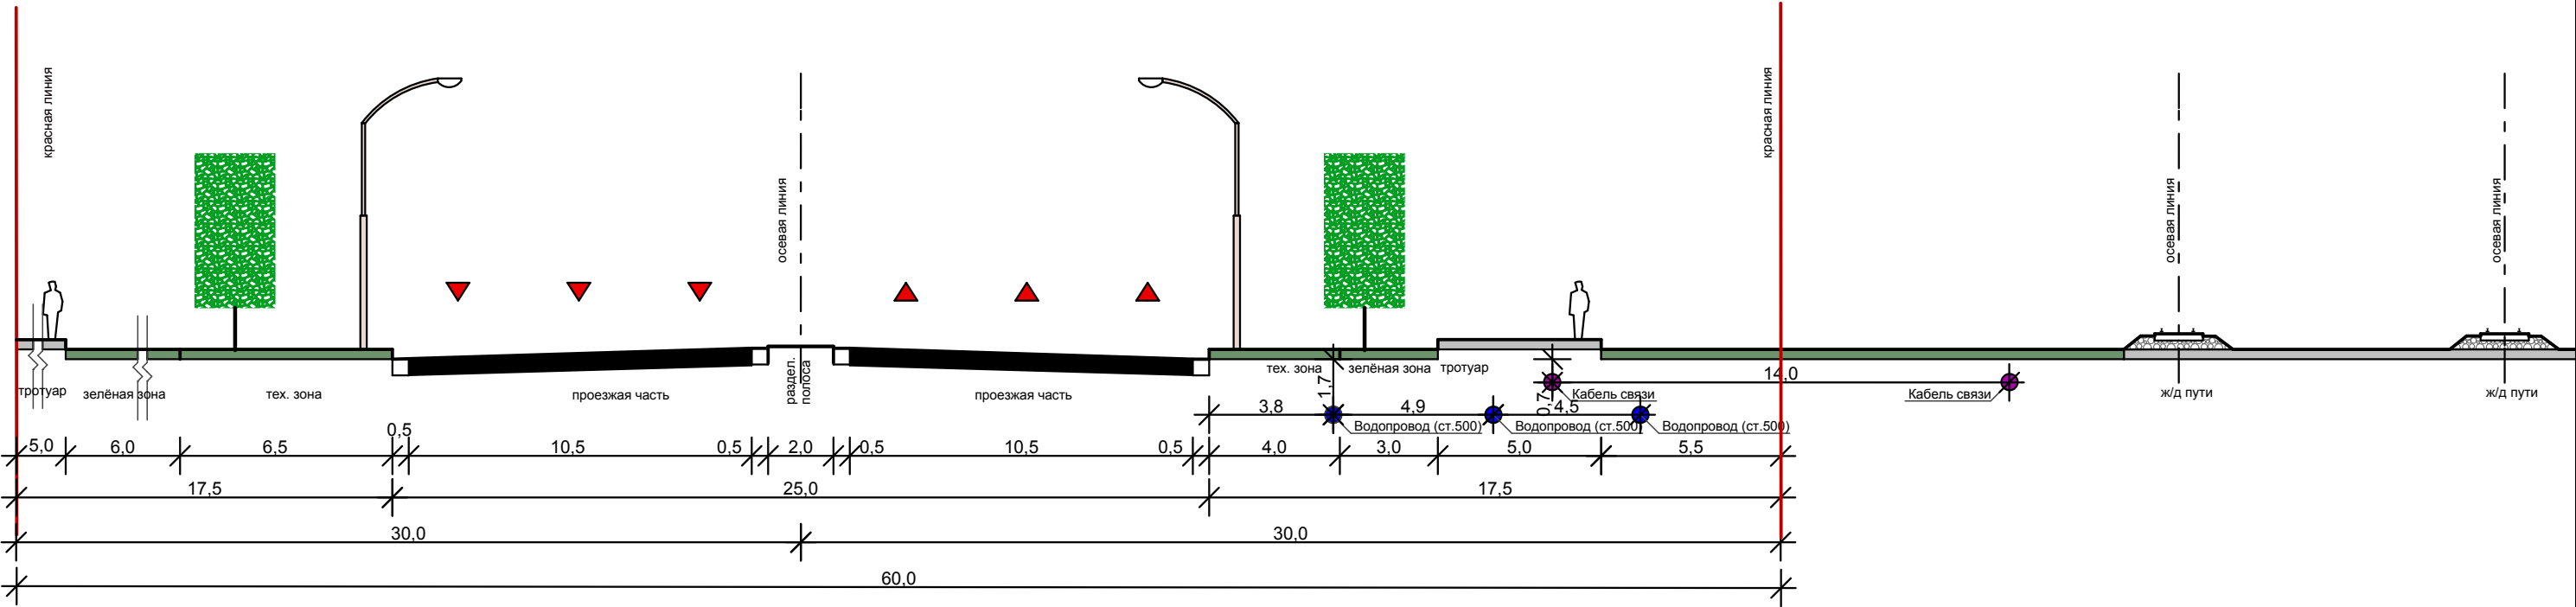 красная линия
осевая линия
красная линия
осевая линия
осевая линия
тротуар
зелёная зона
тех. зона
проезжая часть
раздел.
полоса
проезжая часть
тех. зона
зелёная зона
тротуар
14,0
1,7
0,7
Кабель связи
Кабель связи
ж/д пути
ж/д пути
3,8
4,9
4,5
Водопровод (ст.500)
Водопровод (ст.500)
Водопровод (ст.500)
5,0
6,0
6,5
0,5
10,5
0,5
2,0
0,5
10,5
0,5
4,0
3,0
5,0
5,5
17,5
25,0
17,5
30,0
30,0
60,0